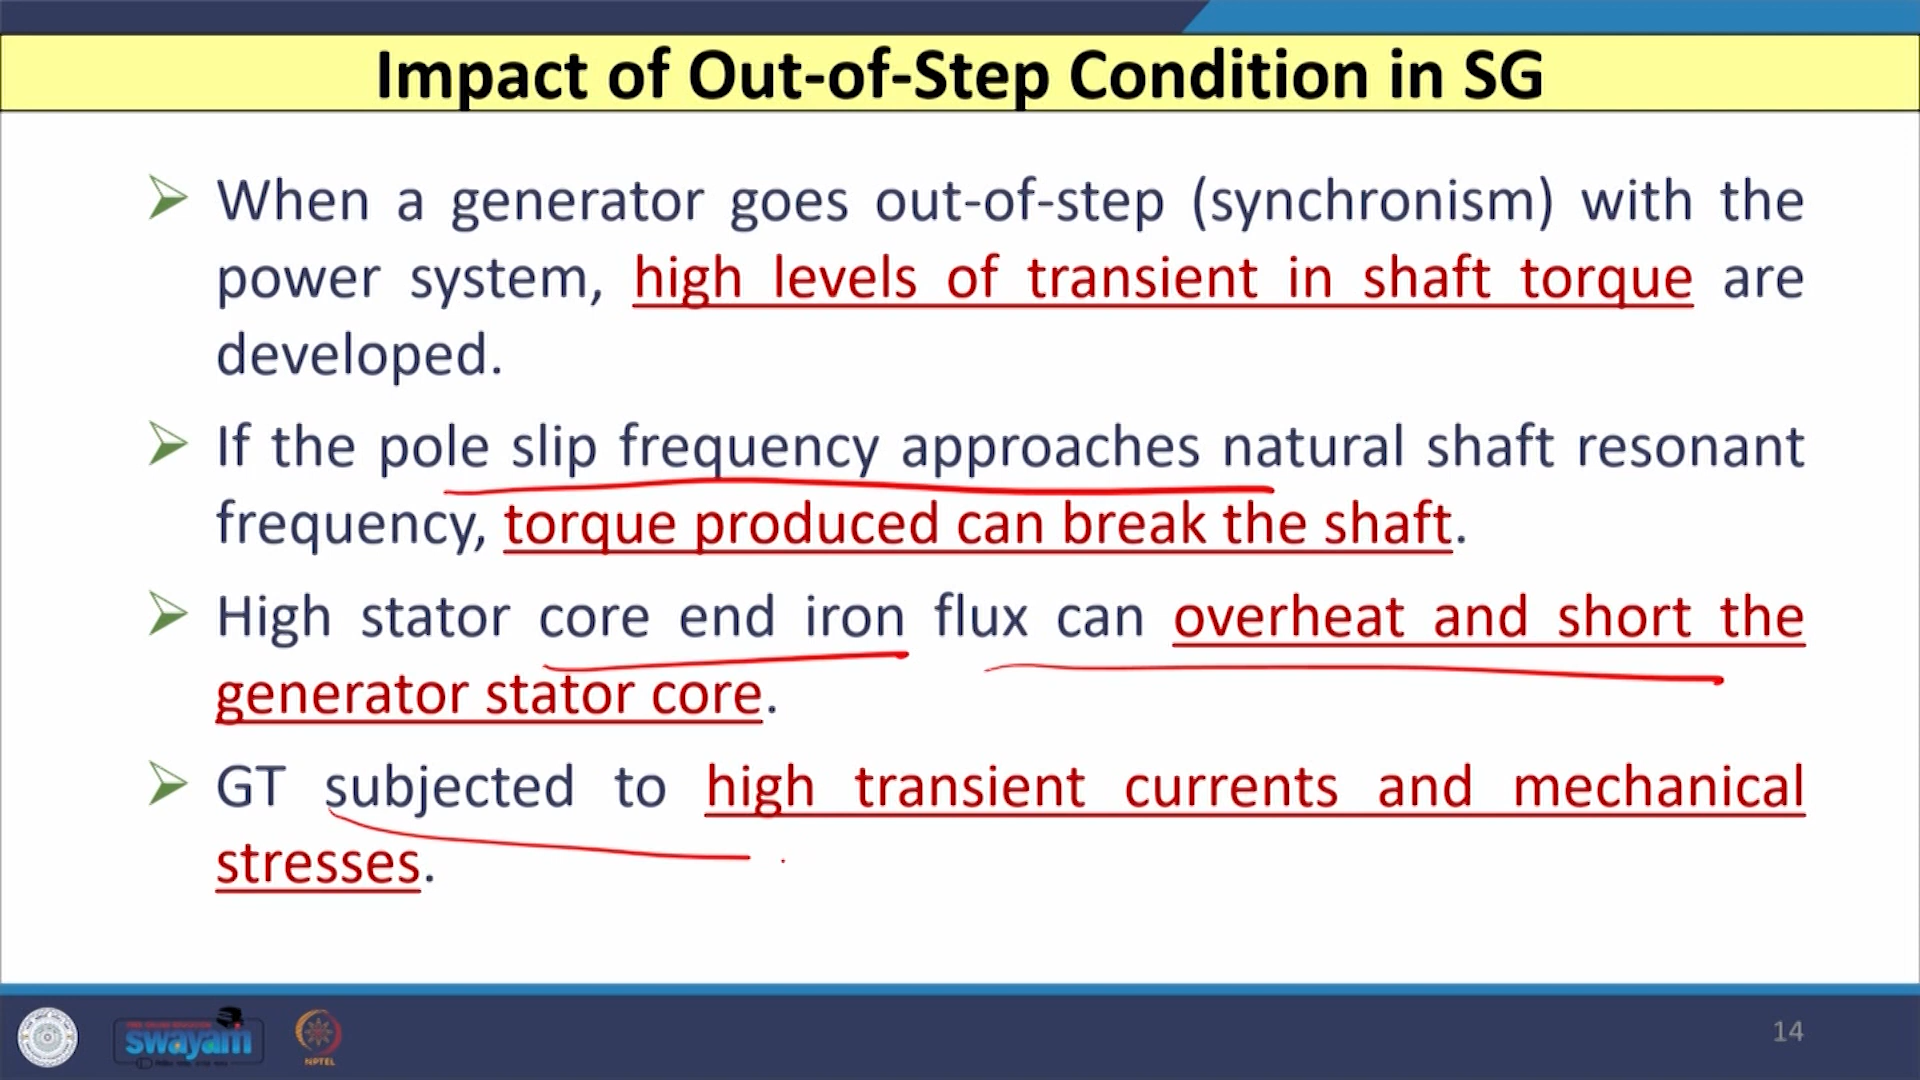 Impact of Out-of-Step Condition in SG
When a generator goes out-of-step (synchronism) with the
power system, high levels of transient in shaft torque are
developed.
If the pole slip frequency approaches natural shaft resonant
frequency, torque produced can break the shaft.
High stator core end iron flux can overheat and short the
generator stator core.
GT subjected to high transient currents and mechanical
stresses.
swayam
NPTEL
14